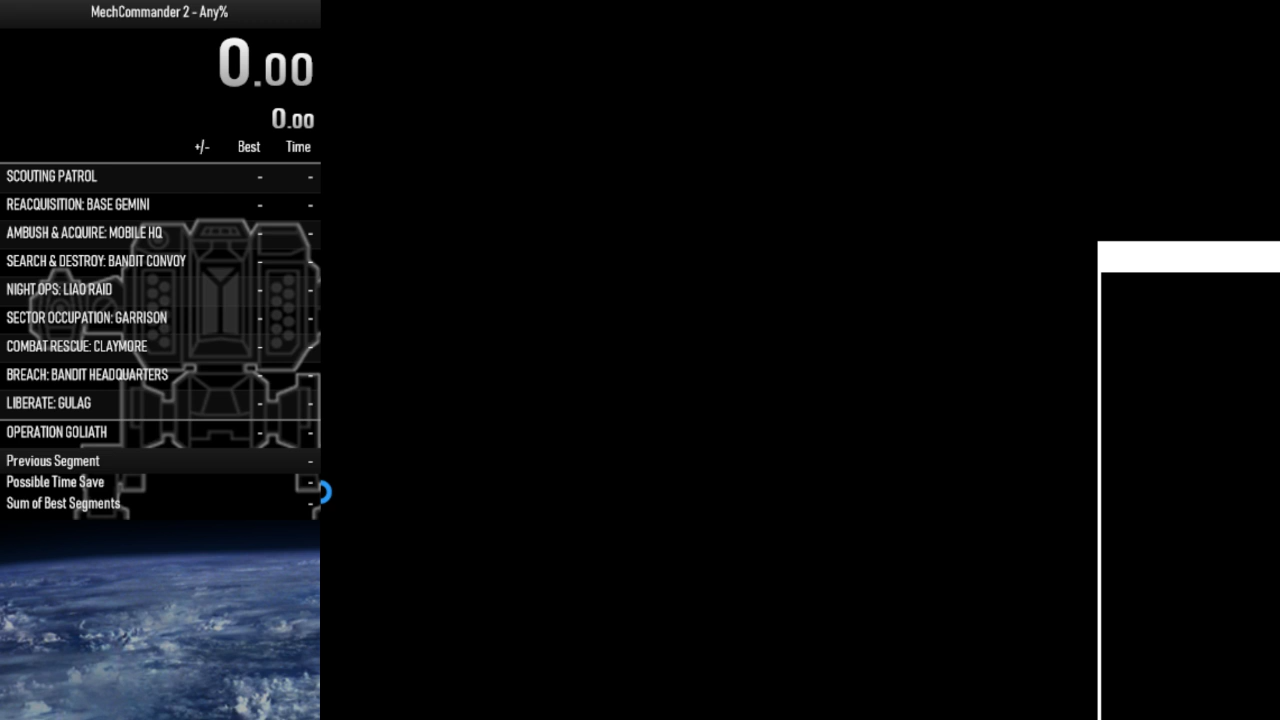 MechCommander 2 - Any%
0.00
0.00
+/- Best Time
SCOUTING PATROL - -
REACQUISITION: BASE GEMINI - -
AMBUSH & ACQUIRE: MOBILE HQ - -
SEARCH & DESTROY: BANDIT CONVOY - -
NIGHT OPS: LIAO RAID - -
SECTOR OCCUPATION: GARRISON - -
COMBAT RESCUE: CLAYMORE - -
BREACH: BANDIT HEADQUARTERS - -
LIBERATE: GULAG - -
OPERATION GOLIATH - -
Previous Segment -
Possible Time Save -
Sum of Best Segments -